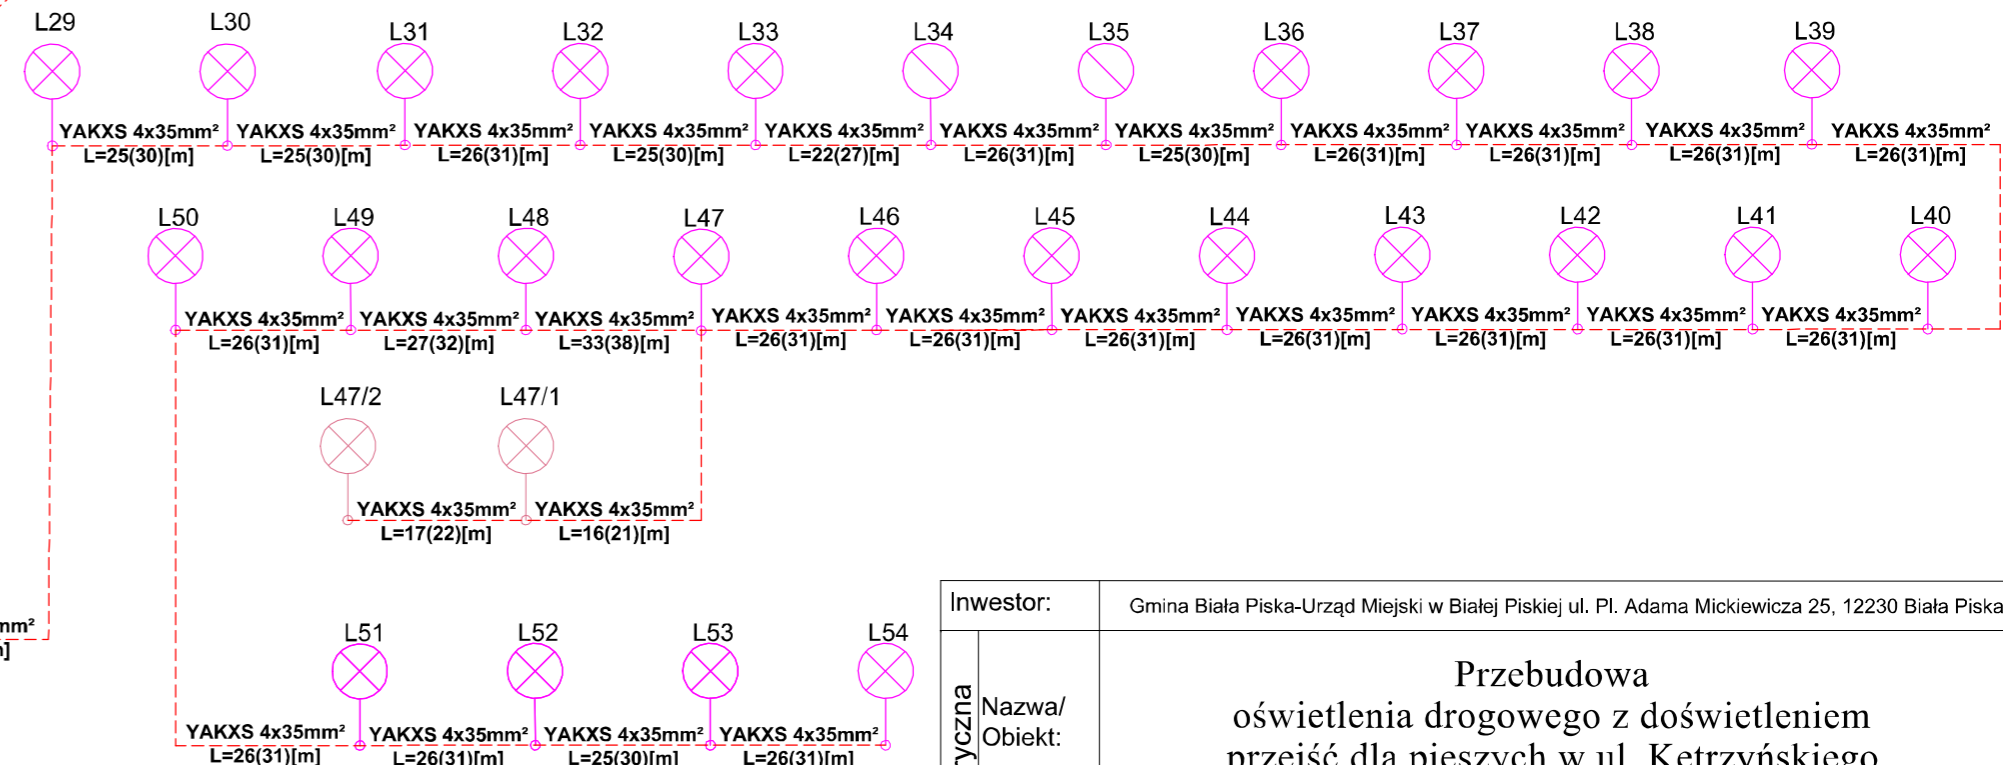 L29 L30 L31 L32 L33 L34 L35 L36 L37 L38 L39
YAKXS 4x35mm² YAKXS 4x35mm² YAKXS 4x35mm² YAKXS 4x35mm² YAKXS 4x35mm² YAKXS 4x35mm² YAKXS 4x35mm² YAKXS 4x35mm² YAKXS 4x35mm² YAKXS 4x35mm² YAKXS 4x35mm²
L=25(30)[m] L=25(30)[m] L=26(31)[m] L=25(30)[m] L=22(27)[m] L=26(31)[m] L=25(30)[m] L=26(31)[m] L=26(31)[m] L=26(31)[m] L=26(31)[m]
L50 L49 L48 L47 L46 L45 L44 L43 L42 L41 L40
YAKXS 4x35mm² YAKXS 4x35mm² YAKXS 4x35mm² YAKXS 4x35mm² YAKXS 4x35mm² YAKXS 4x35mm² YAKXS 4x35mm² YAKXS 4x35mm² YAKXS 4x35mm² YAKXS 4x35mm²
L=26(31)[m] L=27(32)[m] L=33(38)[m] L=26(31)[m] L=26(31)[m] L=26(31)[m] L=26(31)[m] L=26(31)[m] L=26(31)[m] L=26(31)[m]
L47/2 L47/1
YAKXS 4x35mm² YAKXS 4x35mm²
L=17(22)[m] L=16(21)[m]
mm²
]
L51 L52 L53 L54
YAKXS 4x35mm² YAKXS 4x35mm² YAKXS 4x35mm² YAKXS 4x35mm²
L=26(31)[m] L=26(31)[m] L=25(30)[m] L=26(31)[m]
Inwestor:
Gmina Biała Piska-Urząd Miejski w Białej Piskiej ul. Pl. Adama Mickiewicza 25, 12230 Biała Piska
ryczna
Nazwa/
Obiekt:
Przebudowa
oświetlenia drogowego z doświetleniem
przejść dla pieszych w ul. Kętrzyńskiego